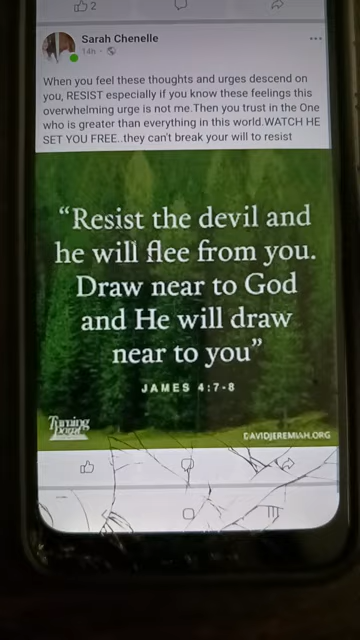 2
Sarah Chenelle
14h
When you feel these thoughts and urges descend on
you, RESIST especially if you know these feelings this
overwhelming urge is not me.Then you trust in the One
who is greater than everything in this world.WATCH HE
SET YOU FREE..they can't break your will to resist
“Resist the devil and
he will flee from you.
Draw near to God
and He will draw
near to you”
JAMES 4:7-8
Turning
Point
DAVIDJEREMIAH.ORG